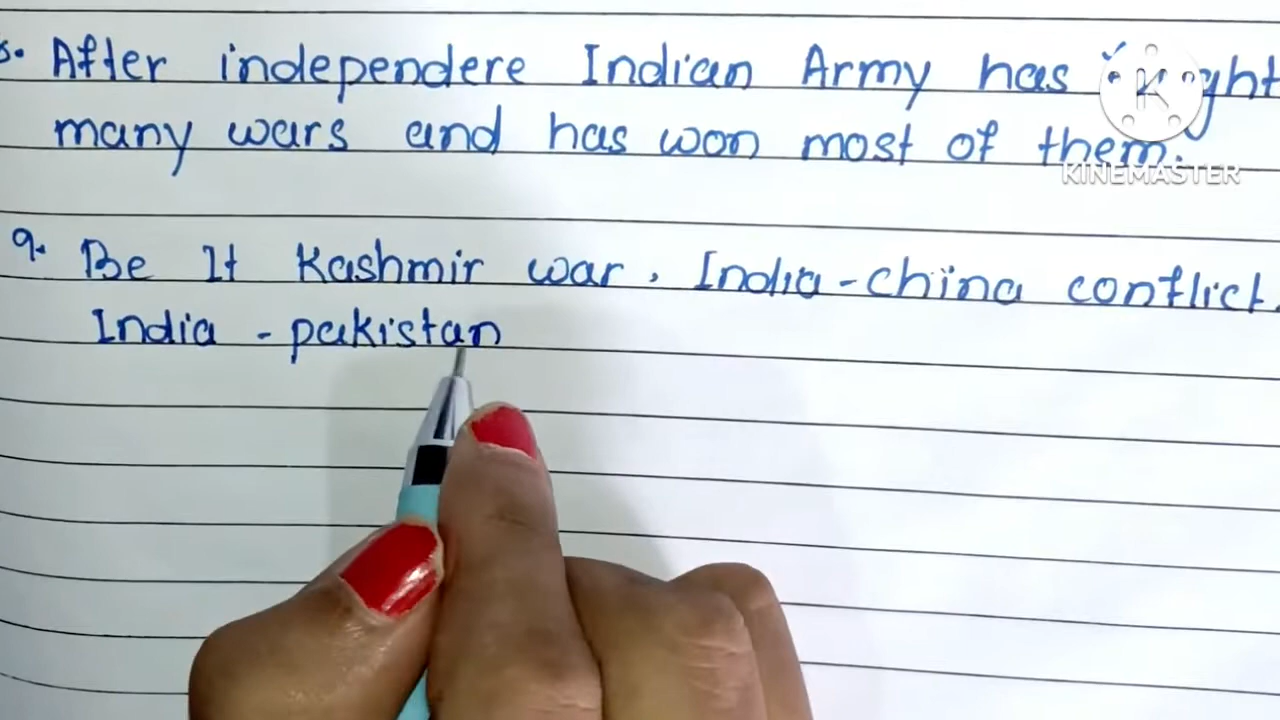 After independere Indian Army has
many wars and has won most of them.
9. Be It Kashmir war, India-china conflict,
India - pakistan
KINEMASTER